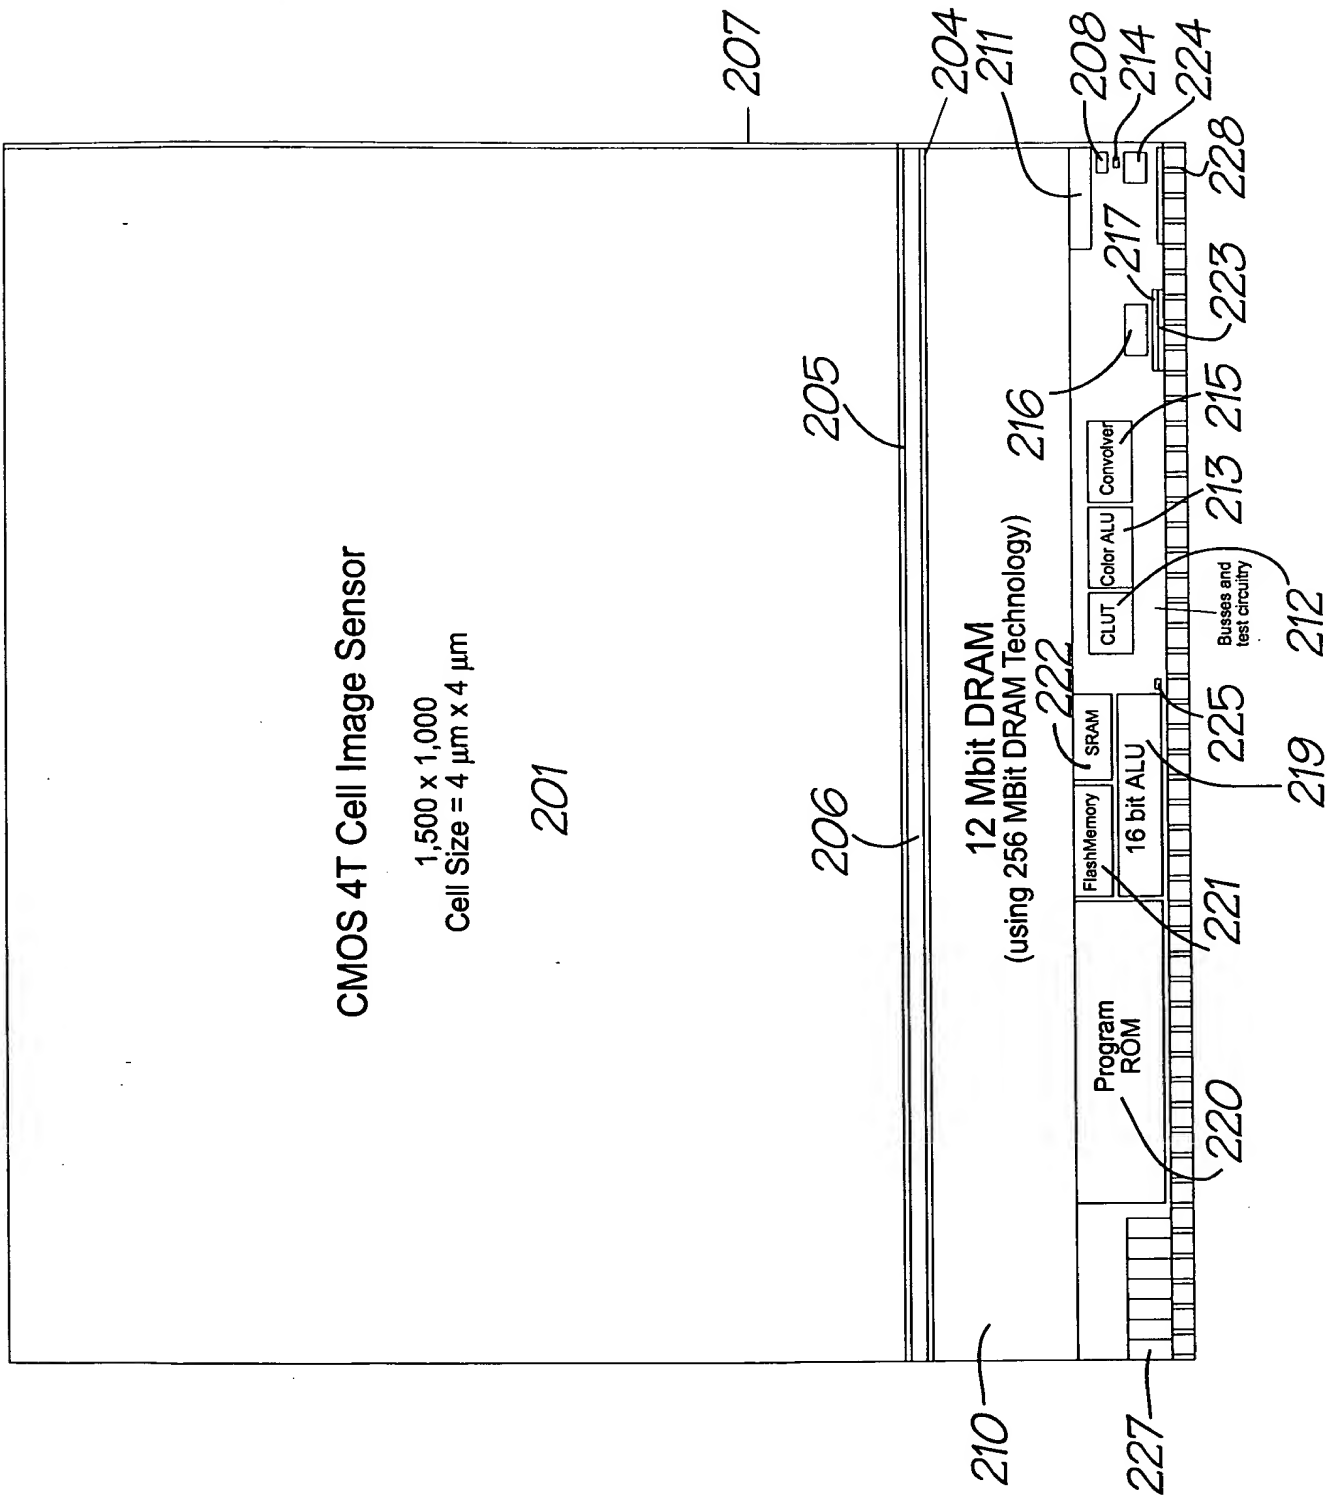 CMOS 4T Cell Image Sensor
1,500 x 1,000
Cell Size = 4 μm x 4 μm
201
207
205
206
204
211
12 Mbit DRAM
(using 256 MBit DRAM Technology)
210
222
216
217
208
214
224
FlashMemory
SRAM
16 bit ALU
CLUT
Color ALU
Convolver
Program
ROM
Busses and
test circuitry
227
220
221
219
225
212
213
215
223
228